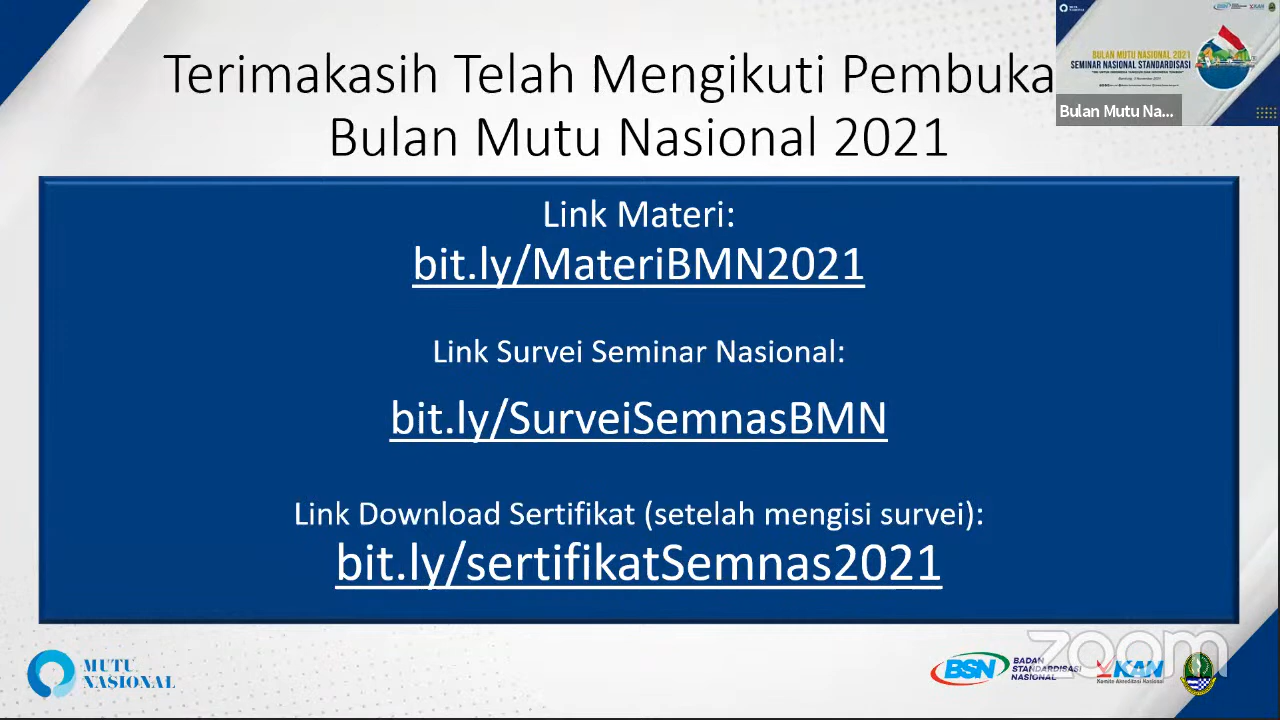 Terimakasih Telah Mengikuti Pembuka
Bulan Mutu Nasional 2021
BULAN MUTU NASIONAL 2021
SEMINAR NASIONAL STANDARDISASI
Bulan Mutu Na...
Link Materi:
bit.ly/MateriBMN2021
Link Survei Seminar Nasional:
bit.ly/SurveiSemnasBMN
Link Download Sertifikat (setelah mengisi survei):
bit.ly/sertifikatSemnas2021
MUTU
NASIONAL
BSN
BADAN
STANDARDISASI
NASIONAL
KAN
Komite Akreditasi Nasional
zoom